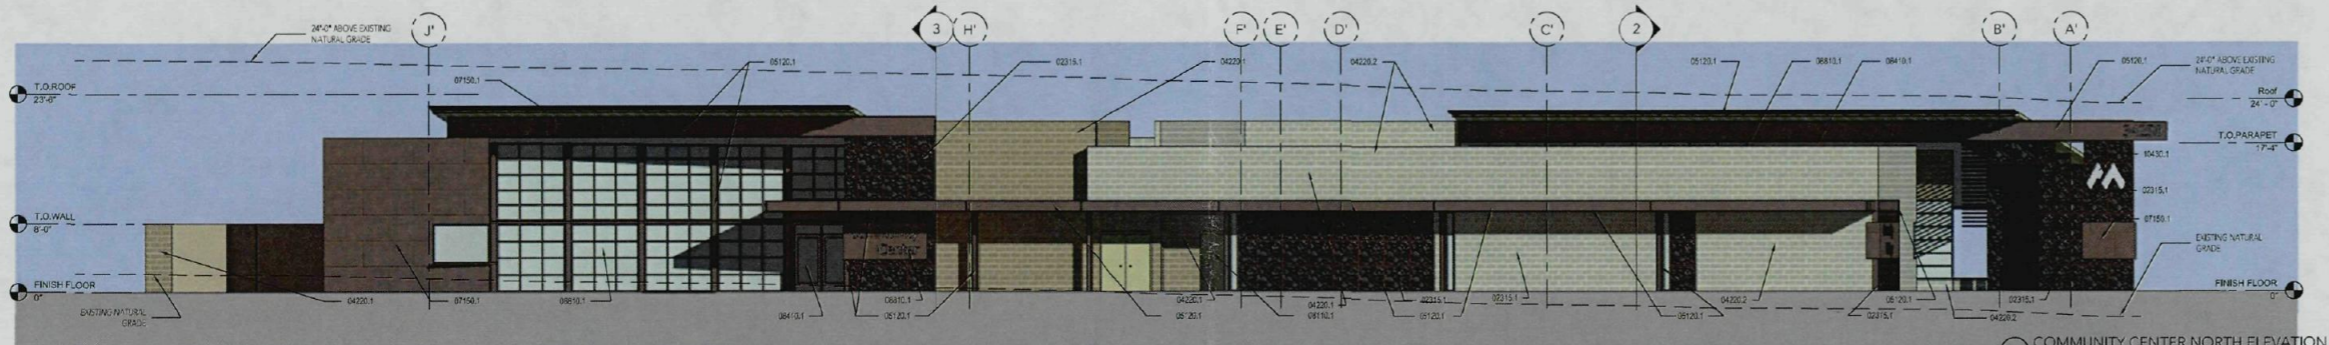 24'-0" ABOVE EXISTING
NATURAL GRADE
J'
3
H'
F'
E'
D'
C'
2
B'
A'
T.O.ROOF
23'-6"
07150.1
05120.1
02315.1
04220.1
04220.2
05120.1
08810.1
08410.1
05120.1
24'-0" ABOVE EXISTING
NATURAL GRADE
Roof
24' - 0"
T.O.PARAPET
17'-4"
10430.1
02315.1
07150.1
T.O.WALL
8'-0"
Center
EXISTING NATURAL
GRADE
FINISH FLOOR
0"
FINISH FLOOR
0"
EXISTING NATURAL
GRADE
04220.1
07150.1
08810.1
08410.1
05120.1
08810.1
05120.1
04220.1
08110.1
04220.1
05120.1
02315.1
02315.1
05120.1
04220.2
02315.1
05120.1
04220.2
02315.1
COMMUNITY CENTER NORTH ELEVATION